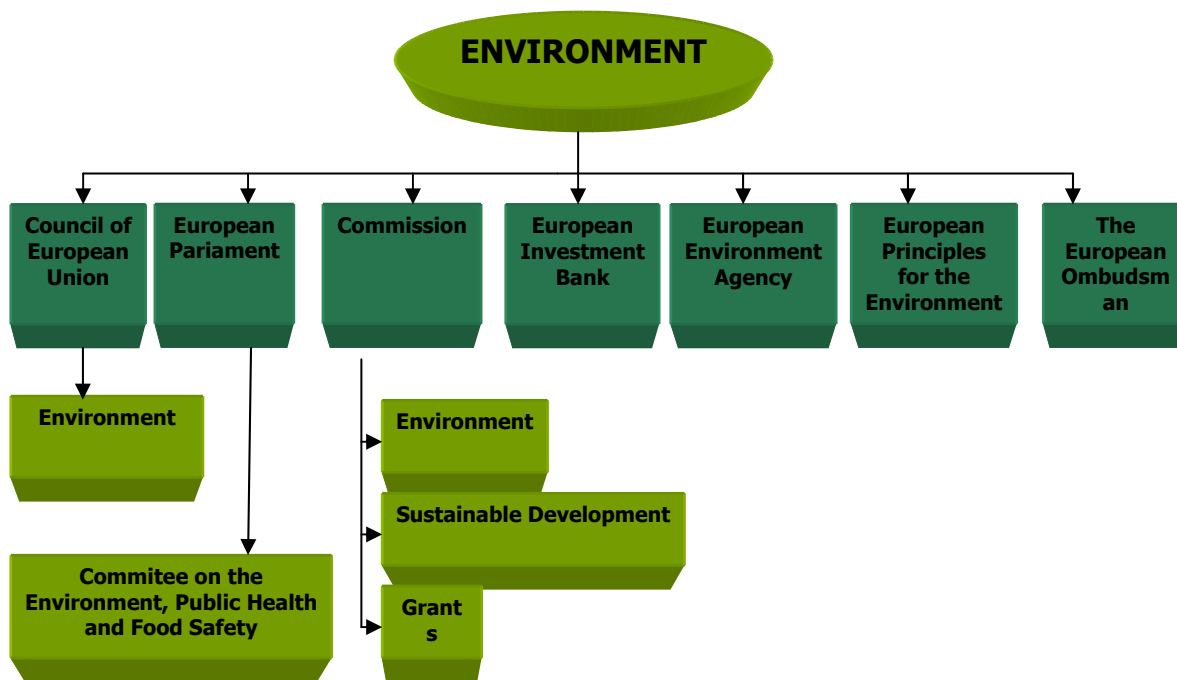 ENVIRONMENT
Council of
European
Union
European
Pariament
Commission
European
Investment
Bank
European
Environment
Agency
European
Principles
for the
Environment
The
European
Ombudsm
an
Environment
Environment
Sustainable Development
Commitee on the
Environment, Public Health
and Food Safety
Grant
s